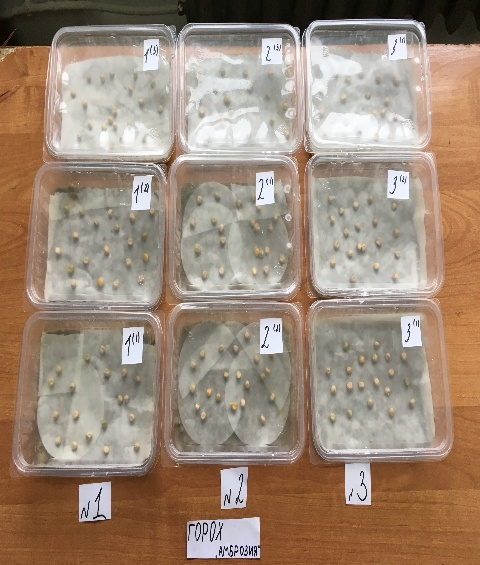 1(3) 2(3) 3(3)
1(2) 2(2) 3(2)
1(1) 2(1) 3(1)
№1 №2 №3
ГОРОХ
"АМБРОЗИЯ"